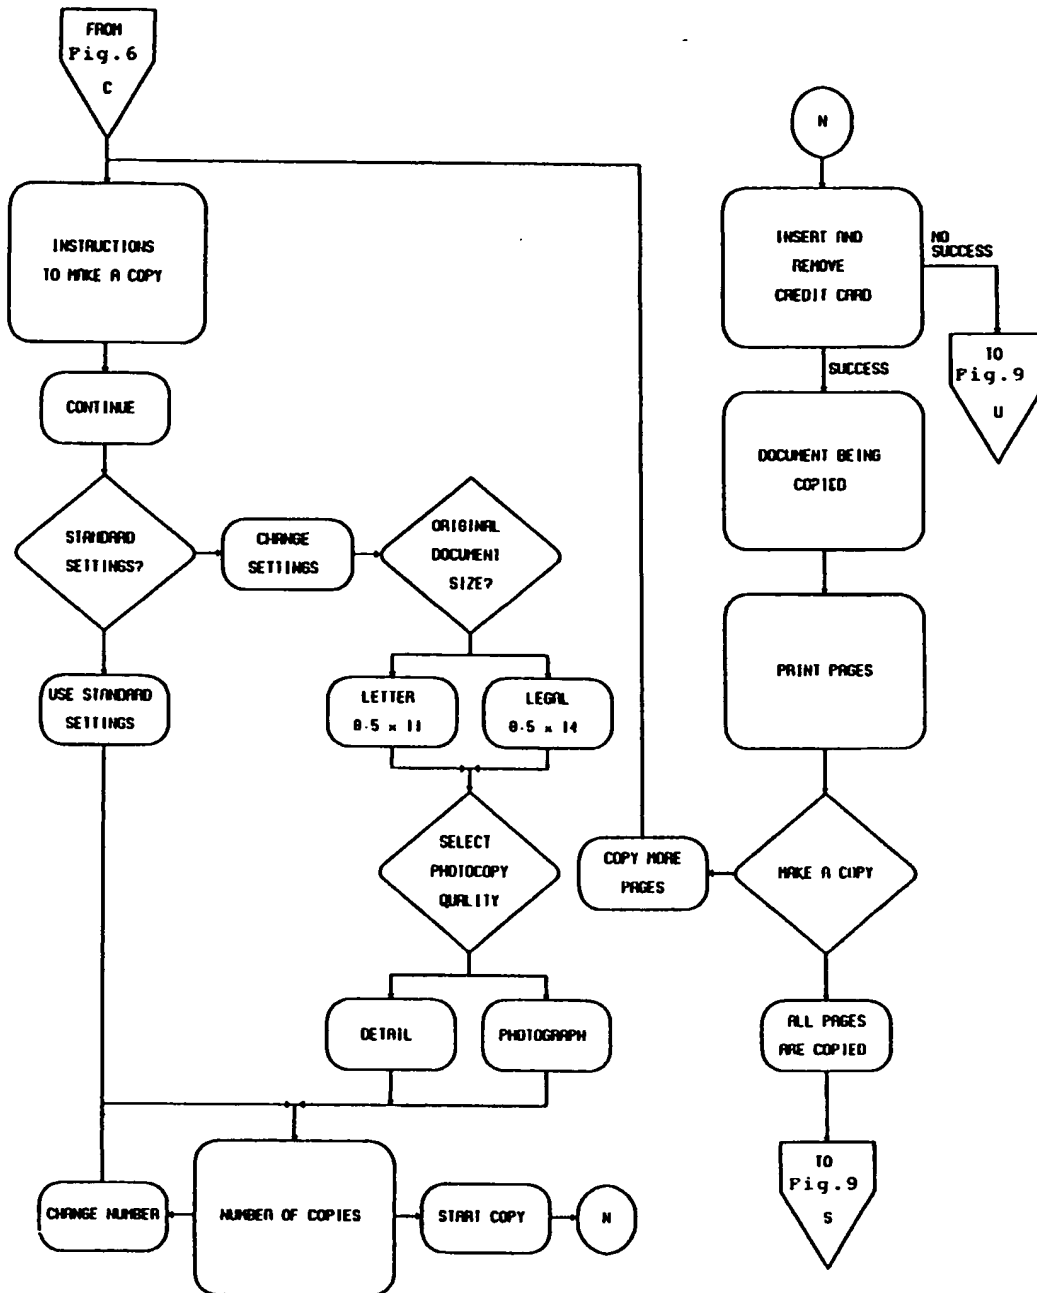 FROM
Fig.6
C
INSTRUCTIONS
TO MAKE A COPY
CONTINUE
STANDARD
SETTINGS?
CHANGE
SETTINGS
ORIGINAL
DOCUMENT
SIZE?
USE STANDARD
SETTINGS
LETTER
8.5 x 11
LEGAL
8.5 x 14
SELECT
PHOTOCOPY
QUALITY
DETAIL
PHOTOGRAPH
CHANGE NUMBER
NUMBER OF COPIES
START COPY
N
N
INSERT AND
REMOVE
CREDIT CARD
NO
SUCCESS
TO
Fig.9
U
SUCCESS
DOCUMENT BEING
COPIED
PRINT PAGES
MAKE A COPY
COPY MORE
PAGES
ALL PAGES
ARE COPIED
TO
Fig.9
S